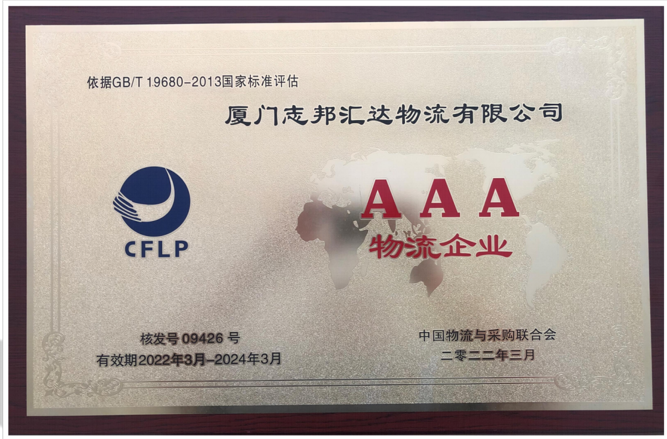 依据GB/T 19680-2013国家标准评估
厦门志邦汇达物流有限公司
AAA
物流企业
CFLP
核发号 09426 号
有效期2022年3月-2024年3月
中国物流与采购联合会
二零二二年三月